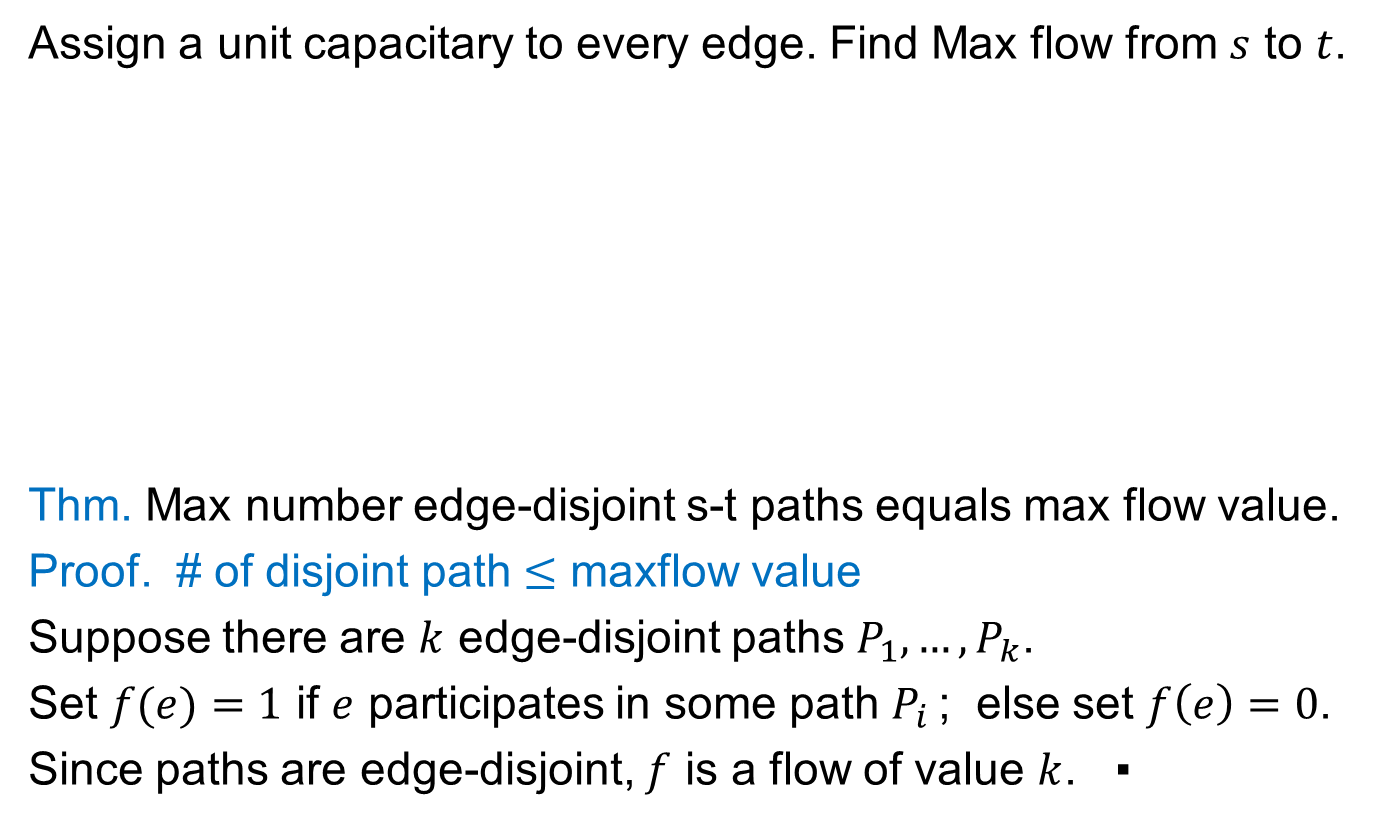 Assign a unit capacitary to every edge. Find Max flow from s to t.
Thm. Max number edge-disjoint s-t paths equals max flow value.
Proof. # of disjoint path ≤ maxflow value
Suppose there are k edge-disjoint paths P₁, … , Pₖ.
Set f(e) = 1 if e participates in some path Pᵢ ; else set f(e) = 0.
Since paths are edge-disjoint, f is a flow of value k. ▪